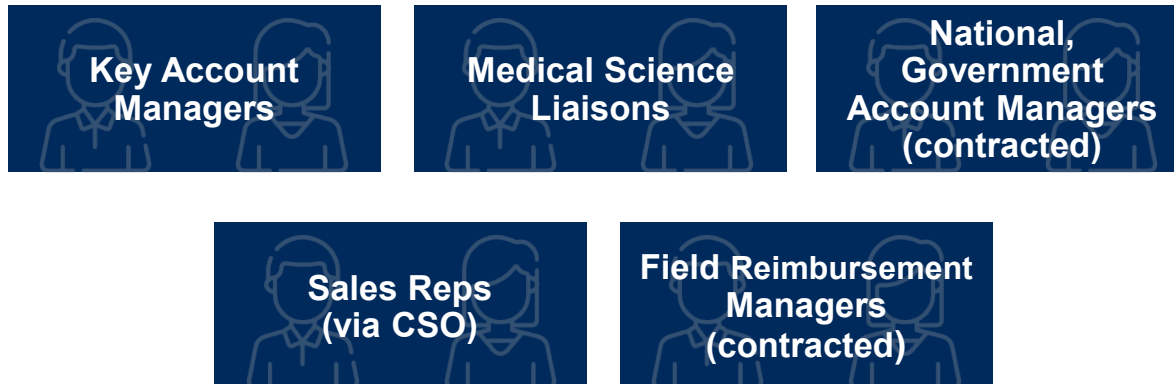 Key Account
Managers
Medical Science
Liaisons
National,
Government
Account Managers
(contracted)
Sales Reps
(via CSO)
Field Reimbursement
Managers
(contracted)